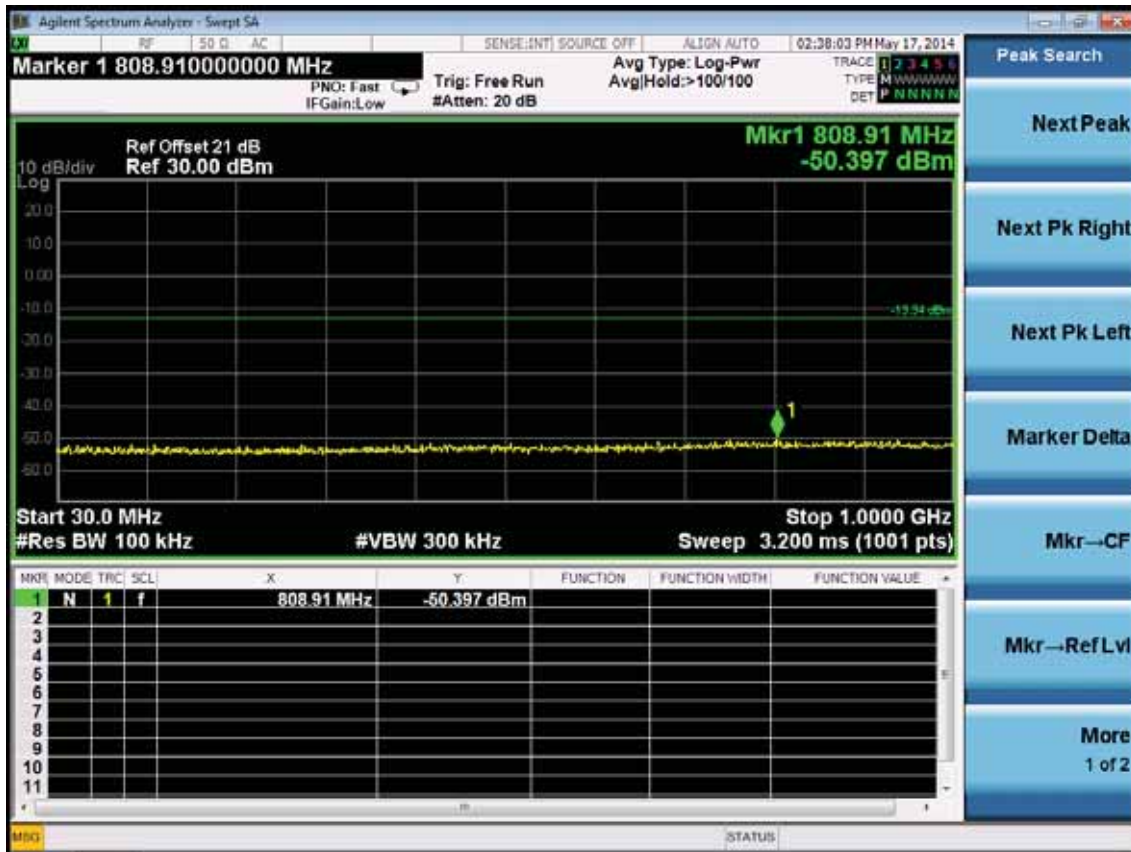 Agilent Spectrum Analyzer - Swept SA
LXI RF 50 Ω AC SENSE:INT SOURCE OFF ALIGN AUTO 02:38:03 PM May 17, 2014
Marker 1 808.910000000 MHz
PNO: Fast
IFGain:Low
Trig: Free Run
#Atten: 20 dB
Avg Type: Log-Pwr
Avg|Hold:>100/100
TRACE 1 2 3 4 5 6
TYPE M W W W W W
DET P N N N N N
Mkr1 808.91 MHz
-50.397 dBm
Ref Offset 21 dB
10 dB/div Ref 30.00 dBm
Log
20.0
10.0
0.00
-10.0
-20.0
-30.0
-40.0
-50.0
-60.0
1
Start 30.0 MHz Stop 1.0000 GHz
#Res BW 100 kHz #VBW 300 kHz Sweep 3.200 ms (1001 pts)
MKR MODE TRC SCL X Y FUNCTION FUNCTION WIDTH FUNCTION VALUE
1 N 1 f 808.91 MHz -50.397 dBm
2
3
4
5
6
7
8
9
10
11
MSG STATUS
Peak Search
Next Peak
Next Pk Right
Next Pk Left
Marker Delta
Mkr→CF
Mkr→Ref Lvl
More
1 of 2